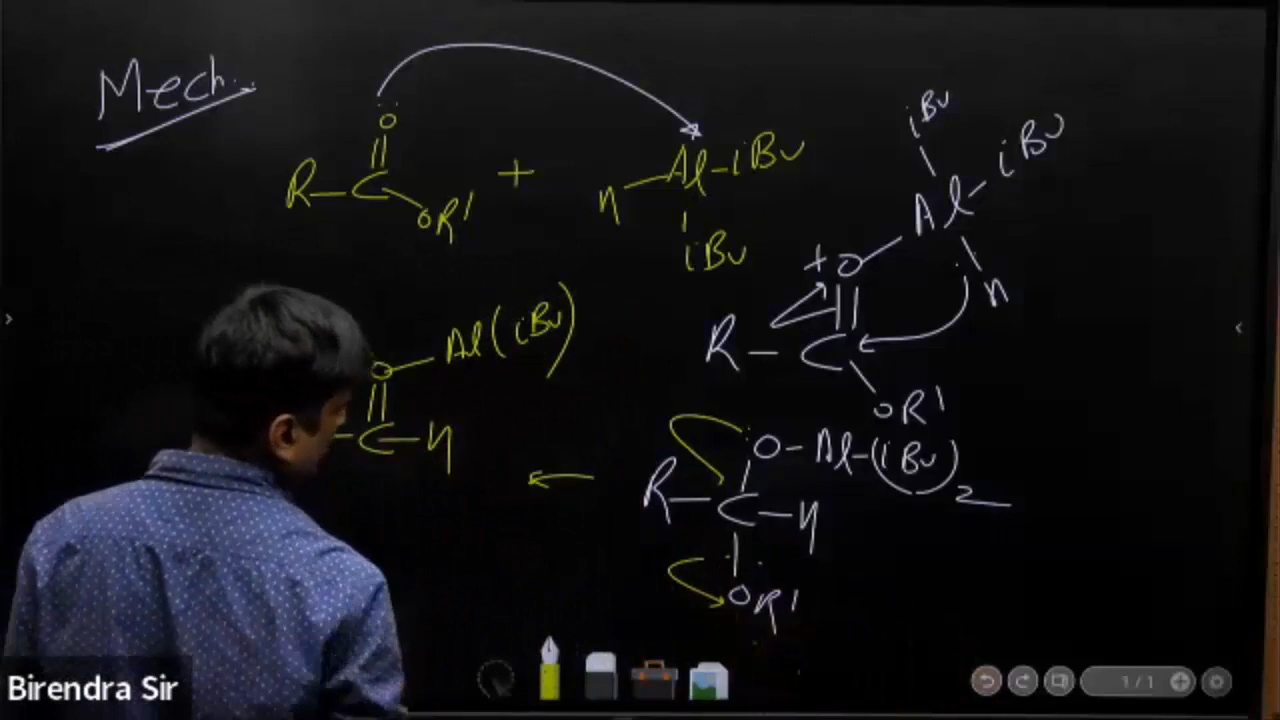 Mech.
O
R-C
OR'
+
H-Al-iBu
iBu
iBu
iBu
Al
+O
H
R-C
OR'
O-Al(iBu)
C-H
O-Al-(iBu)2
R-C-H
OR'
1/1
Birendra Sir